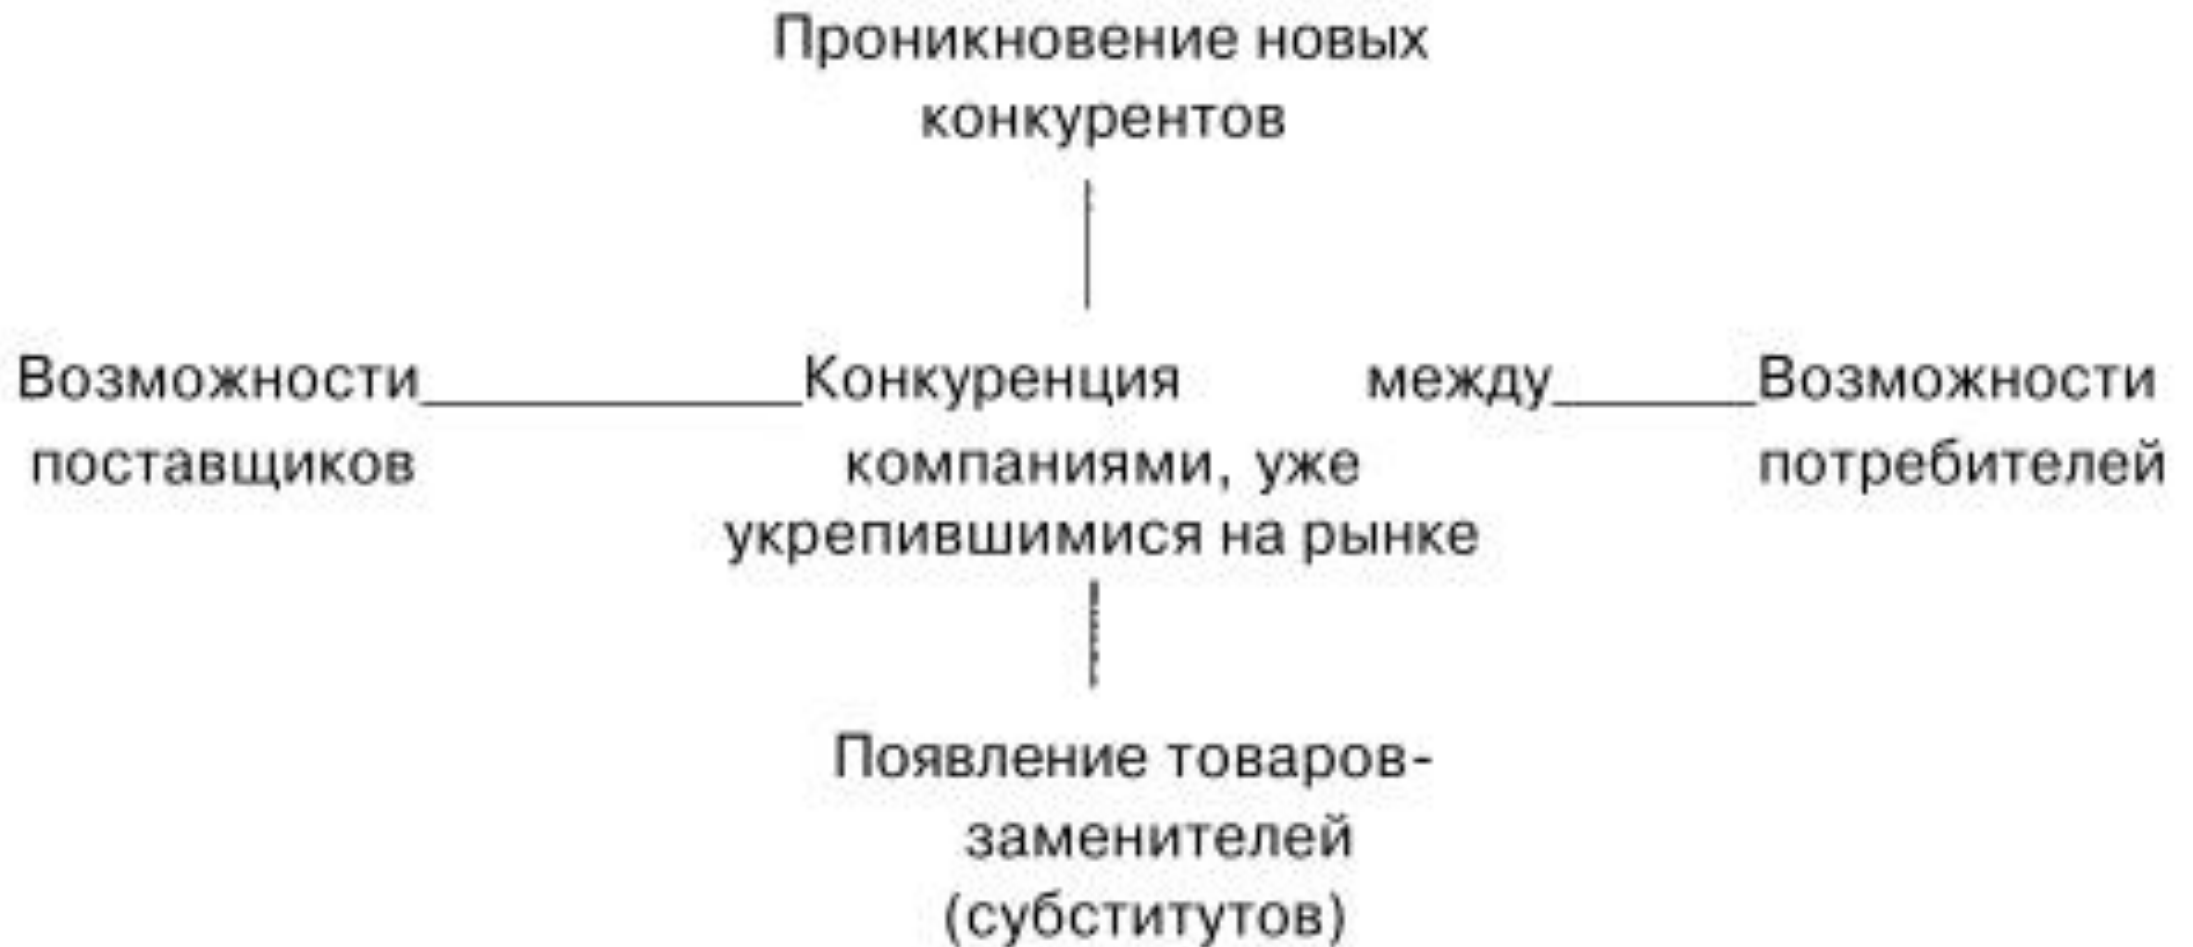 Проникновение новых
конкурентов
Возможности Конкуренция между Возможности
поставщиков компаниями, уже потребителей
укрепившимися на рынке
Появление товаров-
заменителей
(субститутов)